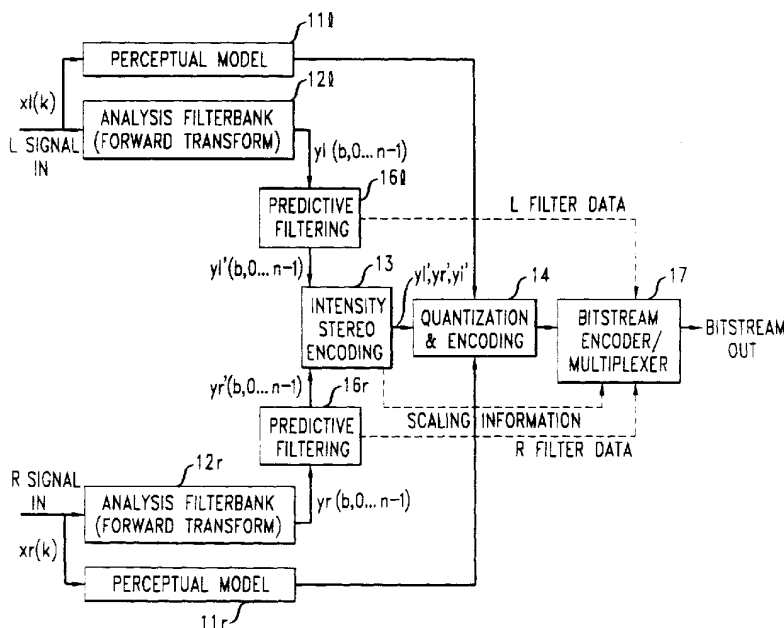 11ℓ
PERCEPTUAL MODEL
12ℓ
xl(k)
ANALYSIS FILTERBANK
(FORWARD TRANSFORM)
L SIGNAL
IN
yl(b,0...n-1)
16ℓ
PREDICTIVE
FILTERING
L FILTER DATA
yl'(b,0...n-1)
13
yl',yr',yi'
14
17
INTENSITY
STEREO
ENCODING
QUANTIZATION
& ENCODING
BITSTREAM
ENCODER/
MULTIPLEXER
BITSTREAM
OUT
yr'(b,0...n-1)
16r
SCALING INFORMATION
PREDICTIVE
FILTERING
R FILTER DATA
12r
R SIGNAL
IN
ANALYSIS FILTERBANK
(FORWARD TRANSFORM)
yr(b,0...n-1)
xr(k)
PERCEPTUAL MODEL
11r